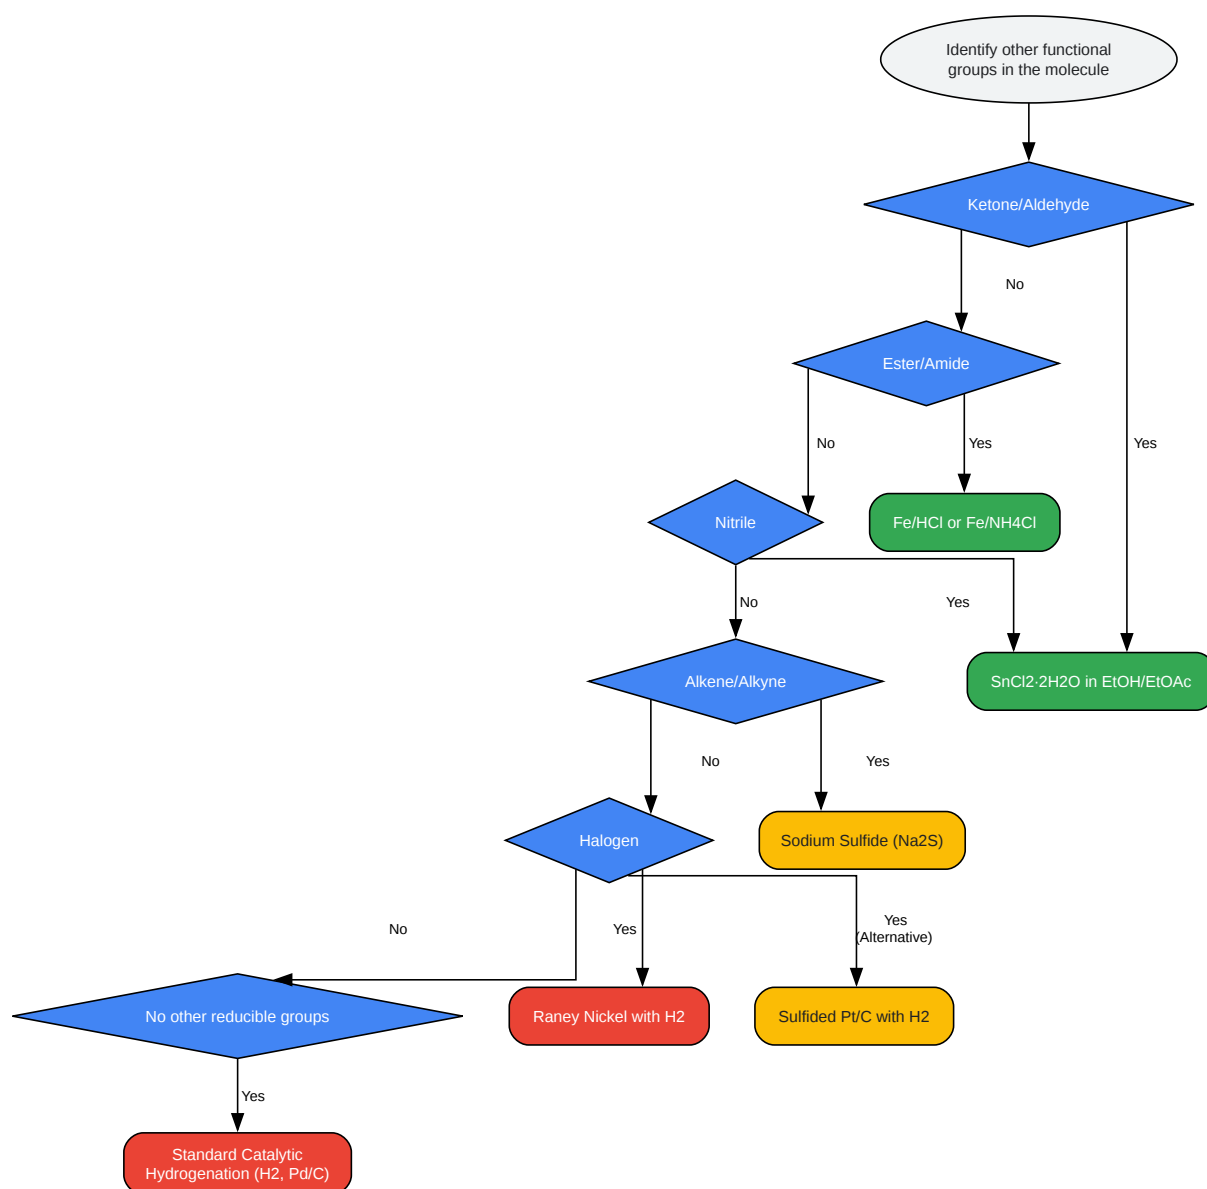 Identify other functional
groups in the molecule
Ketone/Aldehyde
No
Ester/Amide
No
Yes
Yes
Nitrile
Fe/HCl or Fe/NH4Cl
No
Yes
Alkene/Alkyne
SnCl2·2H2O in EtOH/EtOAc
No
Yes
Halogen
Sodium Sulfide (Na2S)
No
Yes
Yes
(Alternative)
No other reducible groups
Raney Nickel with H2
Sulfided Pt/C with H2
Yes
Standard Catalytic
Hydrogenation (H2, Pd/C)